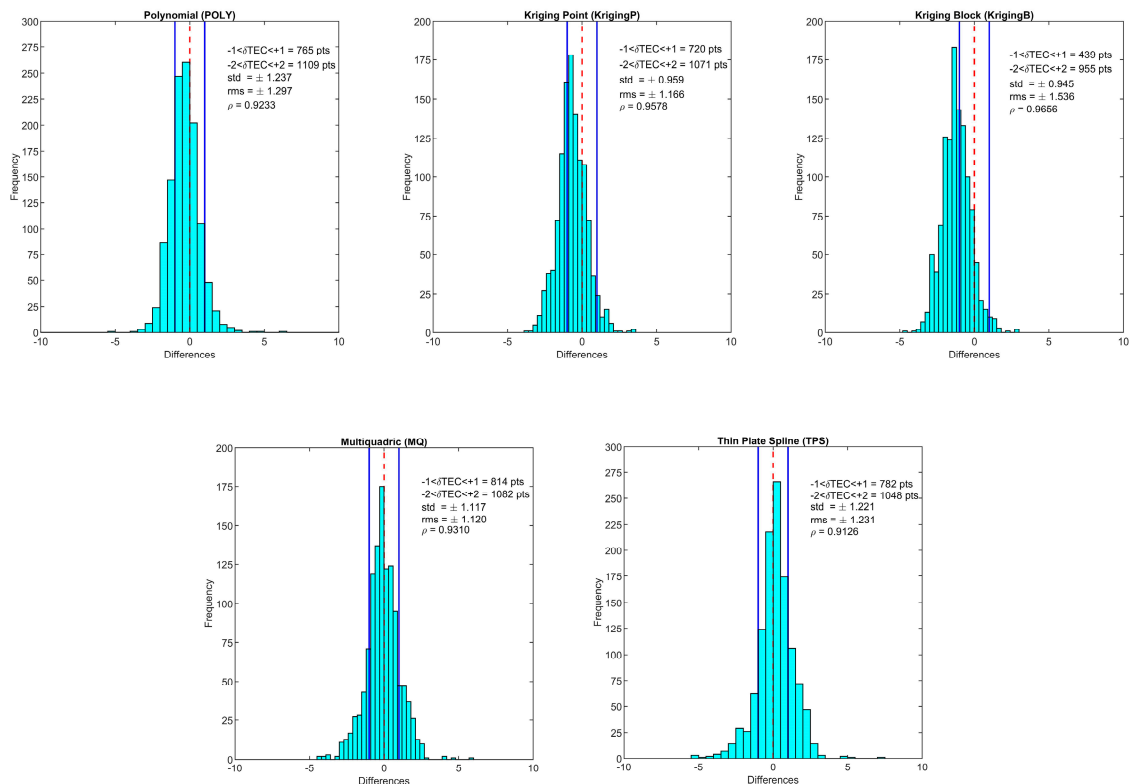 Polynomial (POLY)
300
275
250
225
200
175
150
125
100
75
50
25
0
-10
-5
0
5
10
Frequency
Differences
-1<δTEC<+1 = 765 pts
-2<δTEC<+2 = 1109 pts
std = ± 1.237
rms = ± 1.297
ρ = 0.9233
Kriging Point (KrigingP)
200
175
150
125
100
75
50
25
0
-10
-5
0
5
10
Frequency
Differences
-1<δTEC<+1 = 720 pts
-2<δTEC<+2 = 1071 pts
std = ± 0.959
rms = ± 1.166
ρ = 0.9578
Kriging Block (KrigingB)
200
175
150
125
100
75
50
25
0
-10
-5
0
5
10
Frequency
Differences
-1<δTEC<+1 = 439 pts
-2<δTEC<+2 = 955 pts
std = ± 0.945
rms = ± 1.536
ρ = 0.9666
Multiquadric (MQ)
200
175
150
125
100
75
50
25
0
-10
-5
0
5
10
Frequency
Differences
-1<δTEC<+1 = 814 pts
-2<δTEC<+2 = 1082 pts
std = ± 1.117
rms = ± 1.120
ρ = 0.9310
Thin Plate Spline (TPS)
300
275
250
225
200
175
150
125
100
75
50
25
0
-10
-5
0
5
10
Frequency
Differences
-1<δTEC<+1 = 782 pts
-2<δTEC<+2 = 1048 pts
std = ± 1.221
rms = ± 1.231
ρ = 0.9126